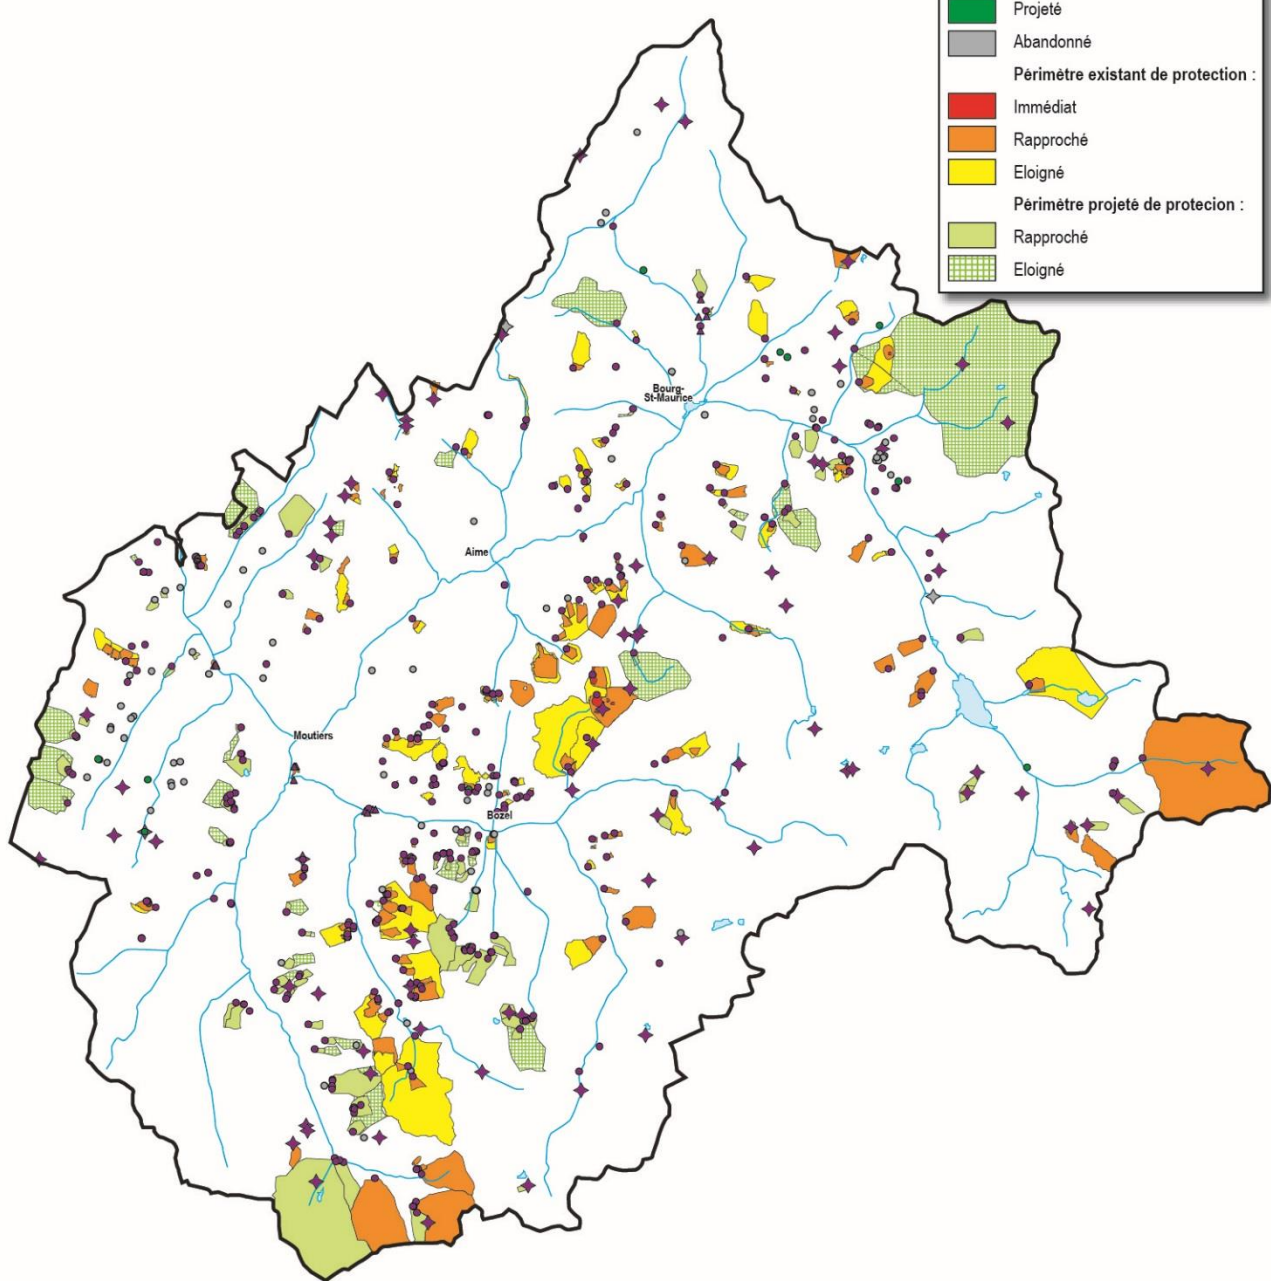 Projeté
Abandonné
Périmètre existant de protection :
Immédiat
Rapproché
Eloigné
Périmètre projeté de protecion :
Rapproché
Eloigné
Bourg-
St-Maurice
Aime
Moutiers
Bozel